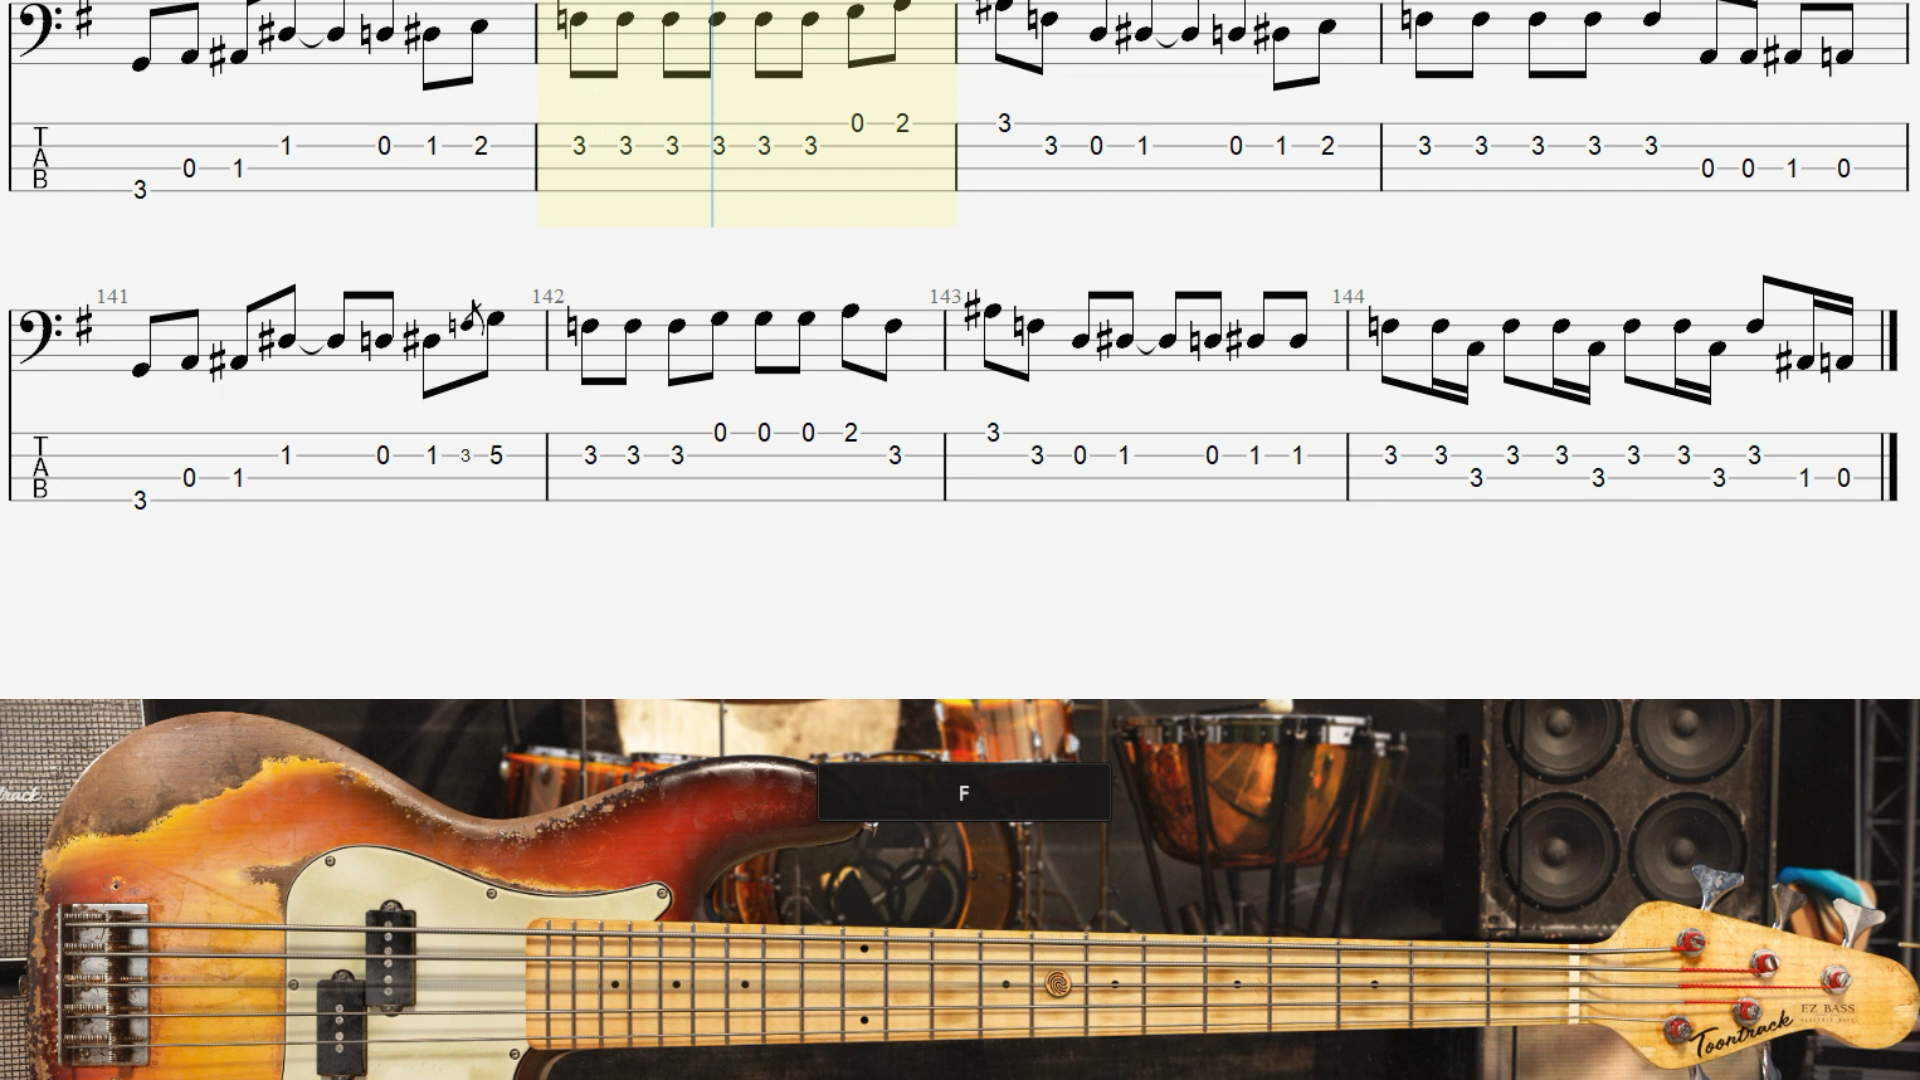 3 0 1 1 0 1 2
3 3 3 3 3 3 0 2
3 3 0 1 0 1 2
3 3 3 3 3 0 0 1 0
TAB
141 142 143 144
3 0 1 1 0 1 3 5
3 3 3 0 0 0 2 3
3 3 0 1 0 1 1
3 3 3 3 3 3 3 3 3 3 1 0
TAB
F
EZ BASS
Toontrack